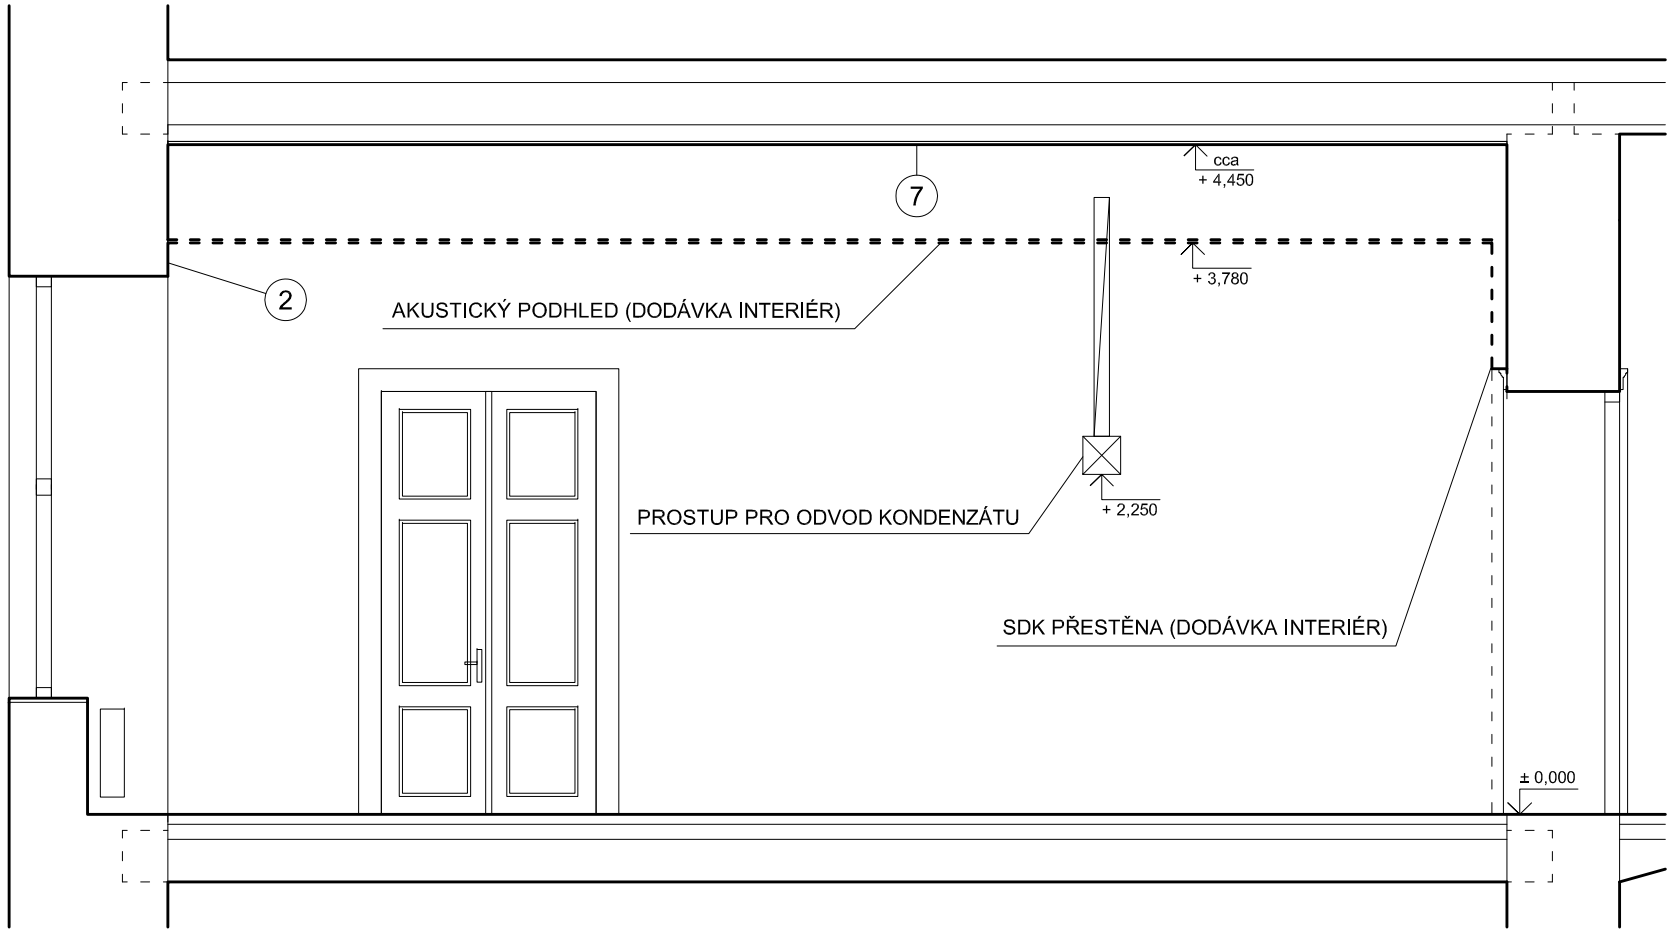 cca
+ 4,450
7
+ 3,780
2
AKUSTICKÝ PODHLED (DODÁVKA INTERIÉR)
PROSTUP PRO ODVOD KONDENZÁTU
+ 2,250
SDK PŘESTĚNA (DODÁVKA INTERIÉR)
± 0,000